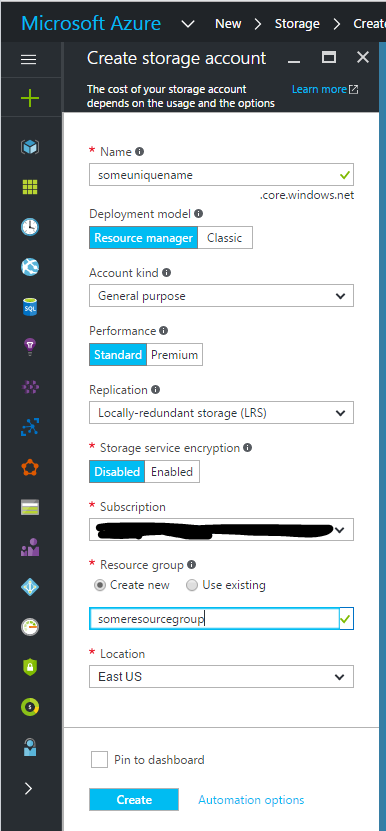 Microsoft Azure New > Storage > Create
Create storage account
The cost of your storage account Learn more
depends on the usage and the options
* Name
someuniquename
.core.windows.net
Deployment model
Resource manager Classic
Account kind
General purpose
Performance
Standard Premium
Replication
Locally-redundant storage (LRS)
* Storage service encryption
Disabled Enabled
* Subscription
* Resource group
Create new Use existing
someresourcegroup
* Location
East US
Pin to dashboard
Create Automation options
SQL